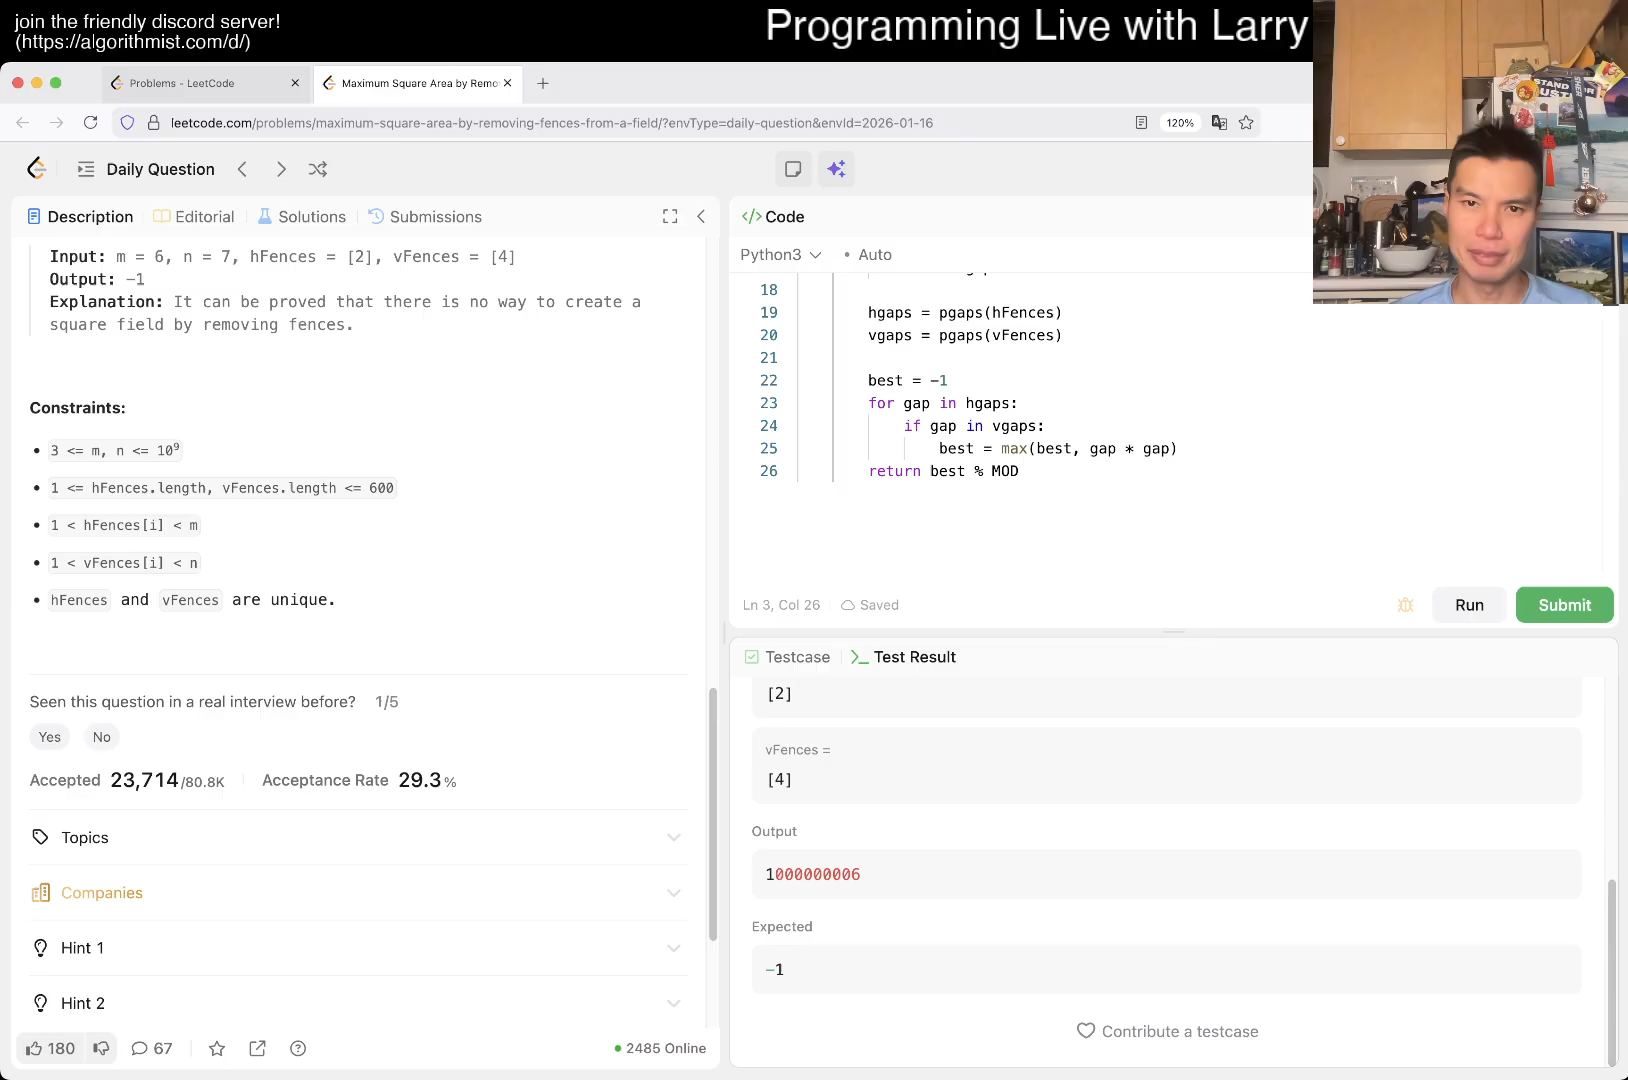 join the friendly discord server!
(https://algorithmist.com/d/)
Programming Live with Larry
Problems - LeetCode
Maximum Square Area by Remo
leetcode.com/problems/maximum-square-area-by-removing-fences-from-a-field/?envType=daily-question&envId=2026-01-16
120%
Daily Question
Description
Editorial
Solutions
Submissions
Input: m = 6, n = 7, hFences = [2], vFences = [4]
Output: -1
Explanation: It can be proved that there is no way to create a
square field by removing fences.
Constraints:
• 3 <= m, n <= 10⁹
• 1 <= hFences.length, vFences.length <= 600
• 1 < hFences[i] < m
• 1 < vFences[i] < n
• hFences and vFences are unique.
Seen this question in a real interview before? 1/5
Yes No
Accepted 23,714/80.8K Acceptance Rate 29.3%
Topics
Companies
Hint 1
Hint 2
180 67
2485 Online
</> Code
Python3 • Auto
18
19 hgaps = pgaps(hFences)
20 vgaps = pgaps(vFences)
21
22 best = -1
23 for gap in hgaps:
24 if gap in vgaps:
25 best = max(best, gap * gap)
26 return best % MOD
Ln 3, Col 26 Saved
Run
Submit
Testcase
Test Result
[2]
vFences =
[4]
Output
1000000006
Expected
-1
Contribute a testcase
STAND